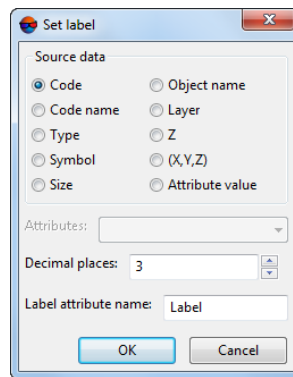 Set label
Source data
Code
Object name
Code name
Layer
Type
Z
Symbol
(X,Y,Z)
Size
Attribute value
Attributes:
Decimal places: 3
Label attribute name: Label
OK
Cancel